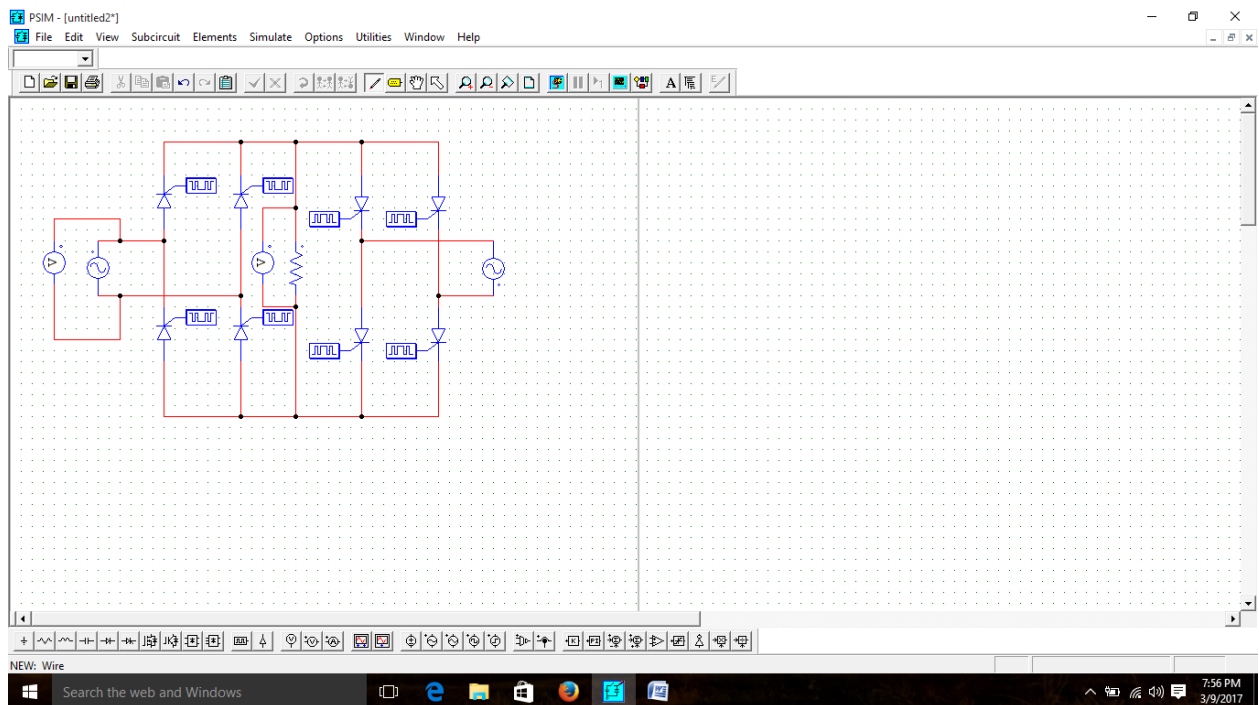 PSIM - [untitled2*]
File Edit View Subcircuit Elements Simulate Options Utilities Window Help
NEW: Wire
Search the web and Windows
7:56 PM
3/9/2017